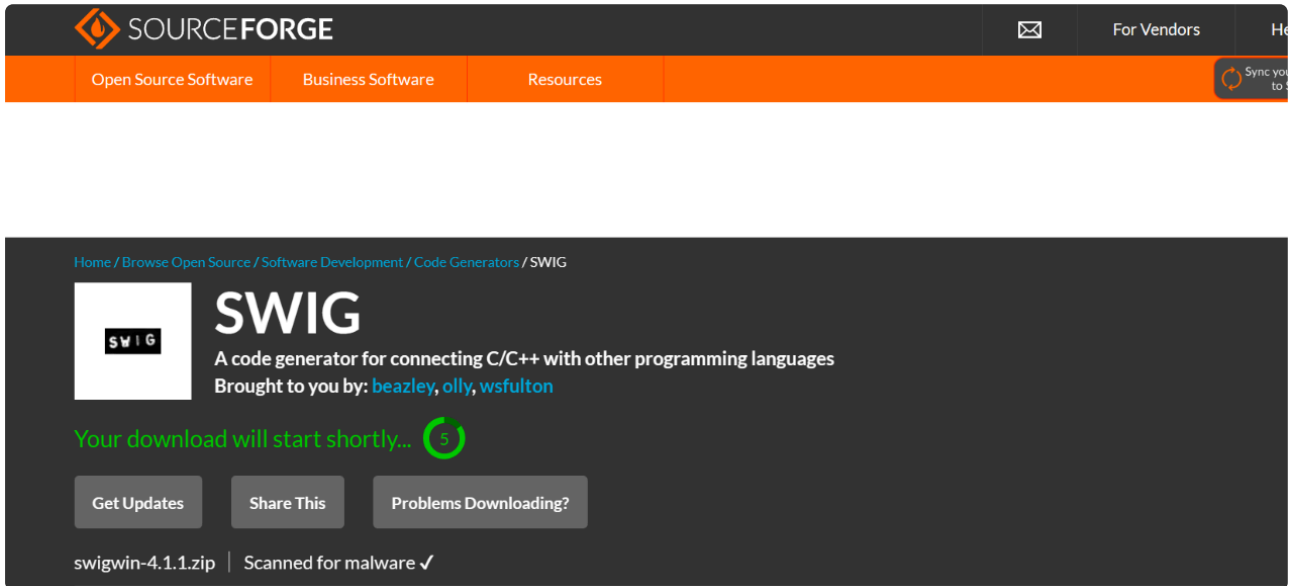 SOURCEFORGE
For Vendors
Open Source Software
Business Software
Resources
Home / Browse Open Source / Software Development / Code Generators / SWIG
SWIG
SWIG
A code generator for connecting C/C++ with other programming languages
Brought to you by: beazley, olly, wsfulton
Your download will start shortly... 5
Get Updates
Share This
Problems Downloading?
swigwin-4.1.1.zip
Scanned for malware ✓